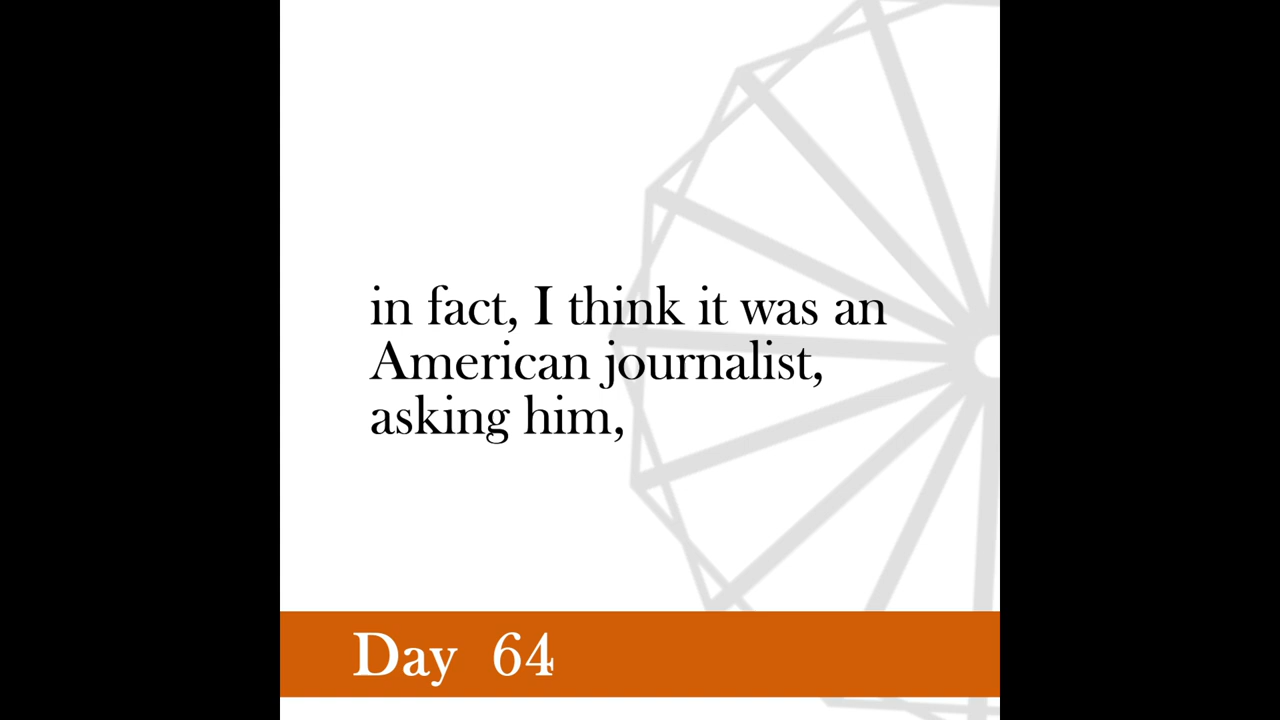 in fact, I think it was an
American journalist,
asking him,
Day 64